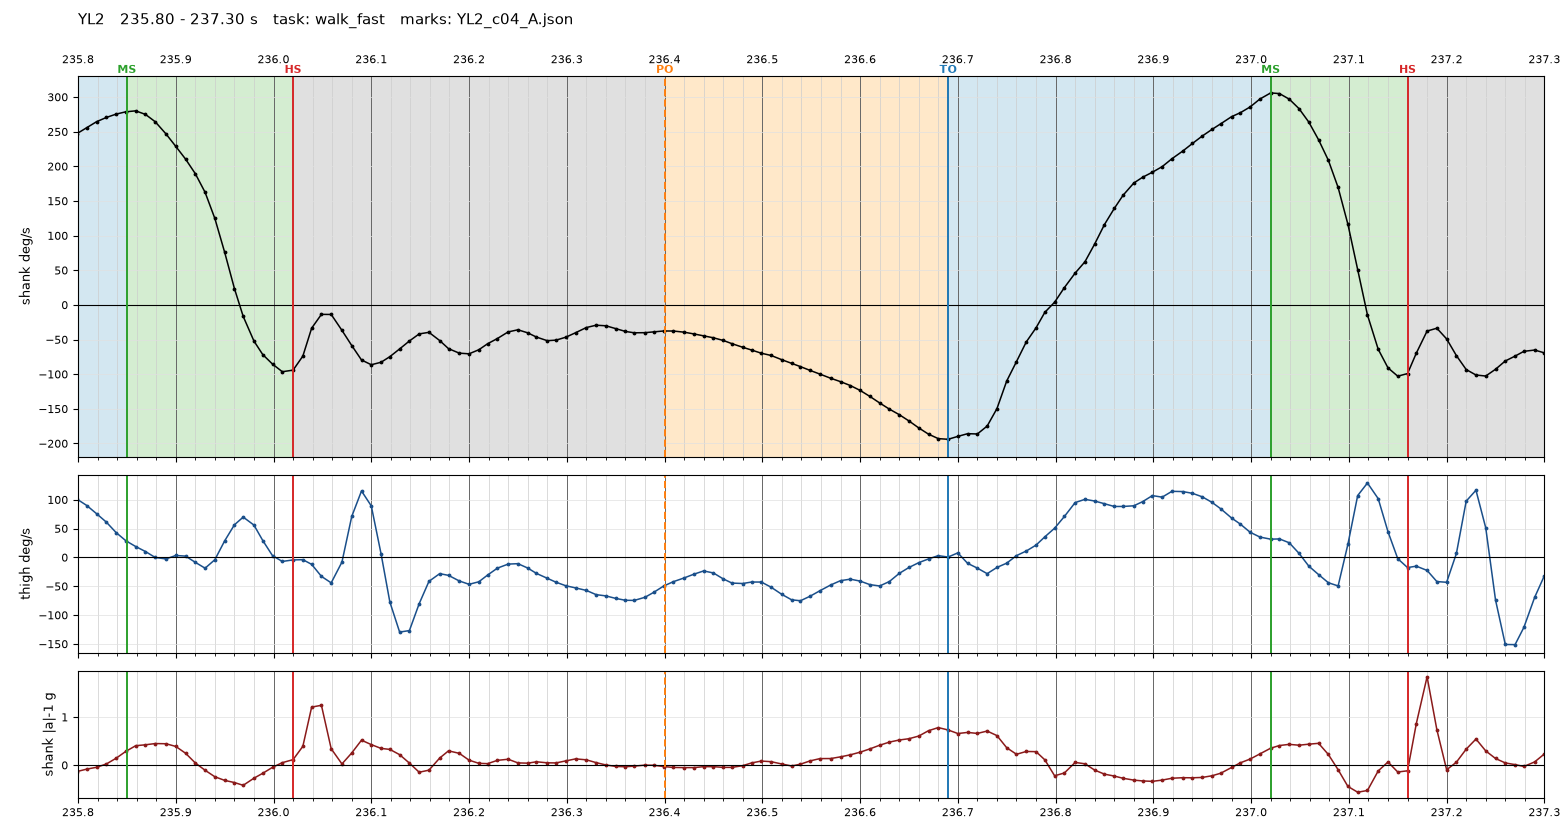 YL2   235.80 - 237.30 s   task: walk_fast   marks: YL2_c04_A.json
235.8 235.9 236.0 236.1 236.2 236.3 236.4 236.5 236.6 236.7 236.8 236.9 237.0 237.1 237.2 237.3
MS HS PO TO MS HS
shank deg/s
300
250
200
150
100
50
0
−50
−100
−150
−200
thigh deg/s
100
50
0
−50
−100
−150
shank |a|-1 g
1
0
235.8 235.9 236.0 236.1 236.2 236.3 236.4 236.5 236.6 236.7 236.8 236.9 237.0 237.1 237.2 237.3